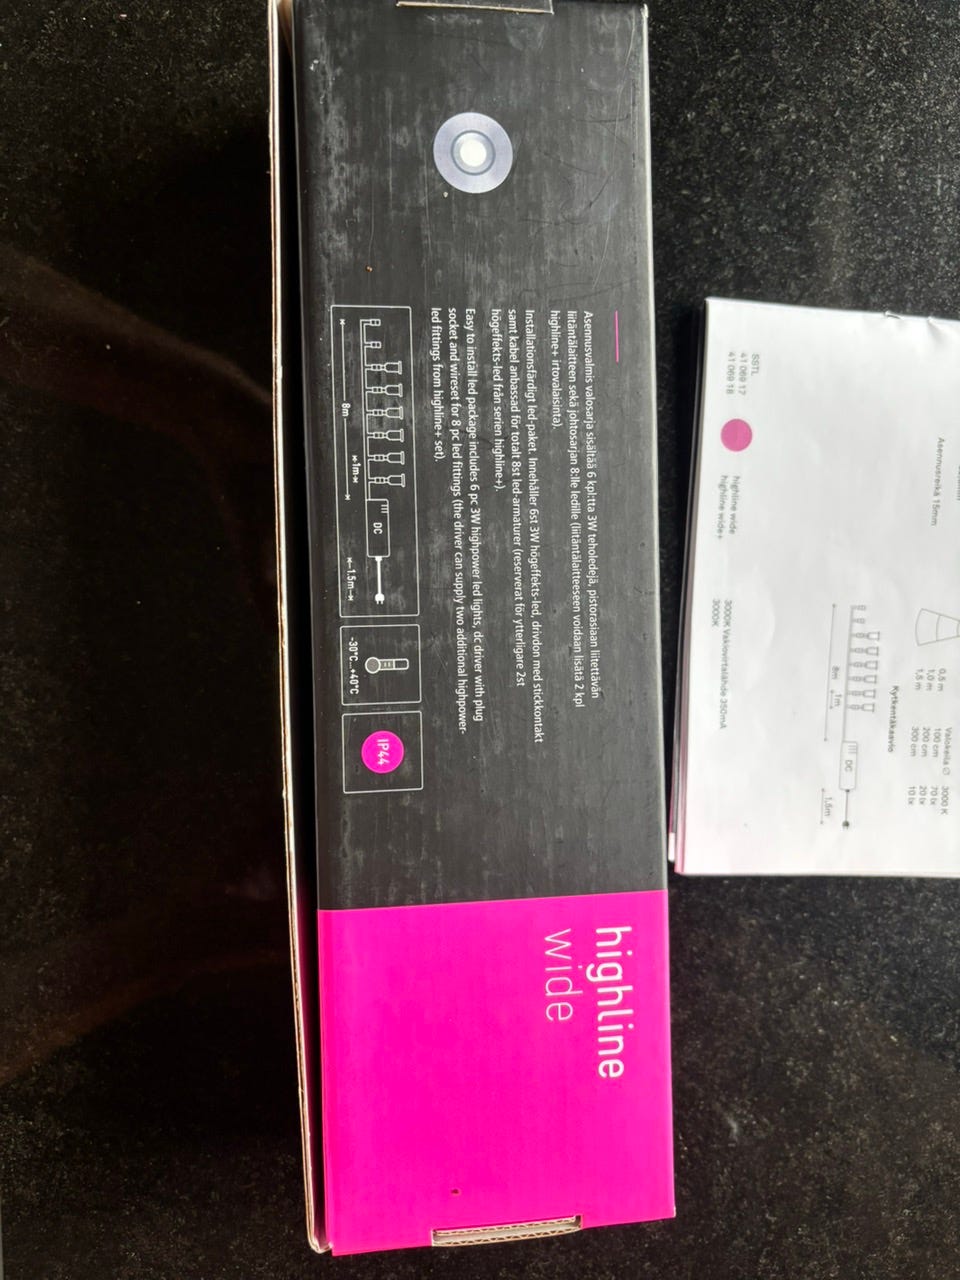 highline
wide
Asennusvalmis valosarja sisältää 6 kpl:tta 3W teholedejä, pistorasiaan liitettävän
liitäntälaitteen sekä johtosarjan 8:lle ledille (liitäntälaitteeseen voidaan lisätä 2 kpl
highline+ irtovalaisinta).
Installationsfärdigt led-paket. Innehåller 6st 3W högeffekts-led, drivdon med stickkontakt
samt kabel anbassad för totalt 8st led-armaturer (reserverat för ytterligare 2st
högeffekts-led från serien highline+).
Easy to install led package includes 6 pc 3W highpower led lights, dc driver with plug
socket and wireset for 8 pc led fittings (the driver can supply two additional highpower-
led fittings from highline+ set).
DC
8m
1m
1.5m
-30°C...+40°C
IP44
Asennusreikä 15mm
0,5 m
1,0 m
1,5 m
Valokeila Ø 3000 K
100 cm 70 lx
200 cm 20 lx
300 cm 10 lx
Kytkentäkaavio
DC
8m
1m
1,5m
SSTL
41 069 17
41 069 18
highline wide
highline wide+
3000K Vakiovirtalähde 350mA
3000K